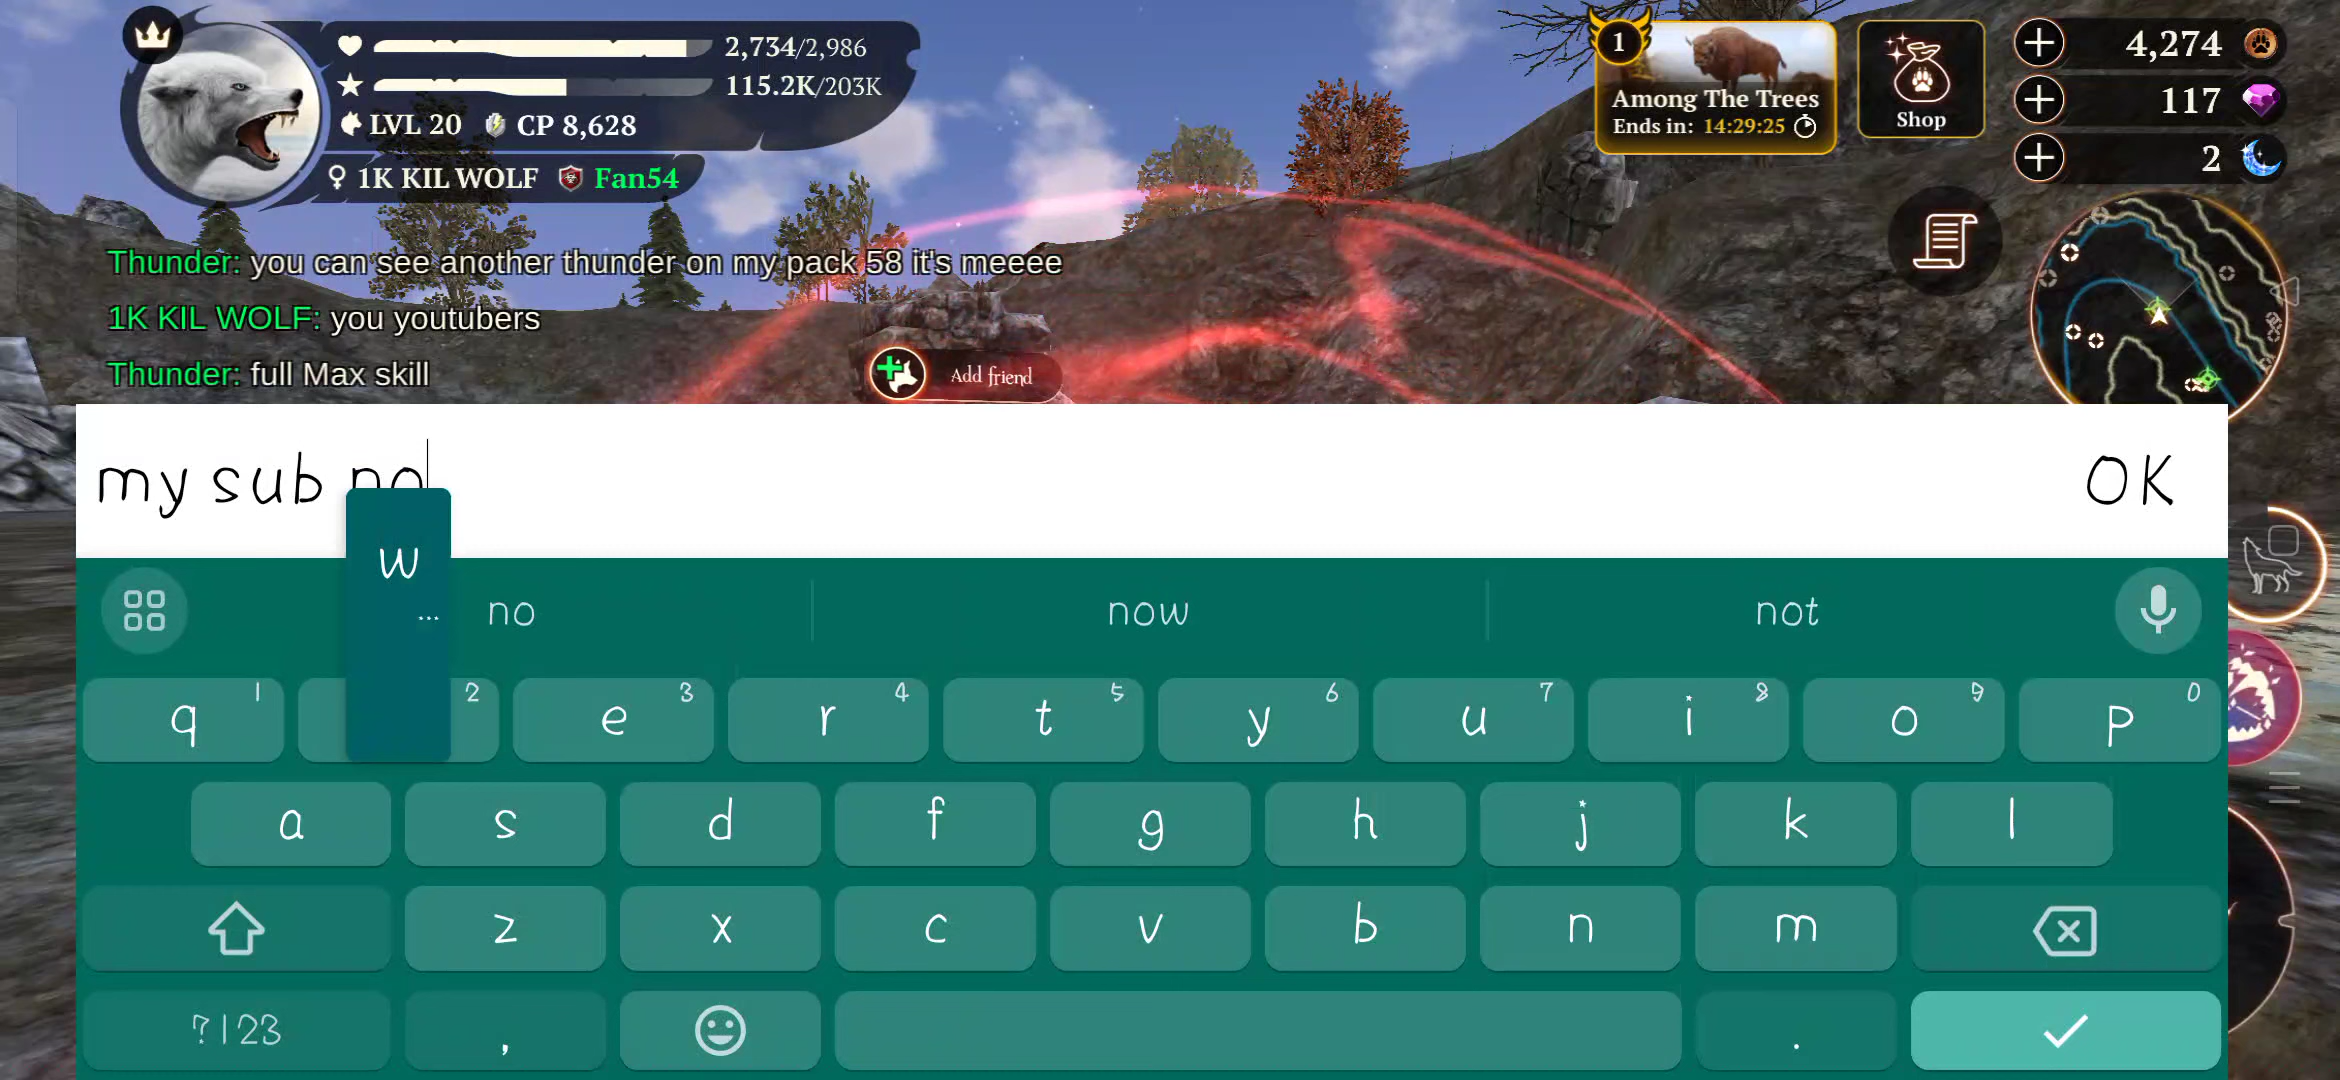 2,734/2,986
115.2K/203K
LVL 20 CP 8,628
1K KIL WOLF Fan54
1
Among The Trees
Ends in: 14:29:25
Shop
4,274
117
2
Thunder: you can see another thunder on my pack 58 it's meeee
1K KIL WOLF: you youtubers
Thunder: full Max skill
Add friend
my sub no
OK
w
...
no now not
q 1 2 e 3 r 4 t 5 y 6 u 7 i 8 o 9 p 0
a s d f g h j k l
z x c v b n m
?123 , .